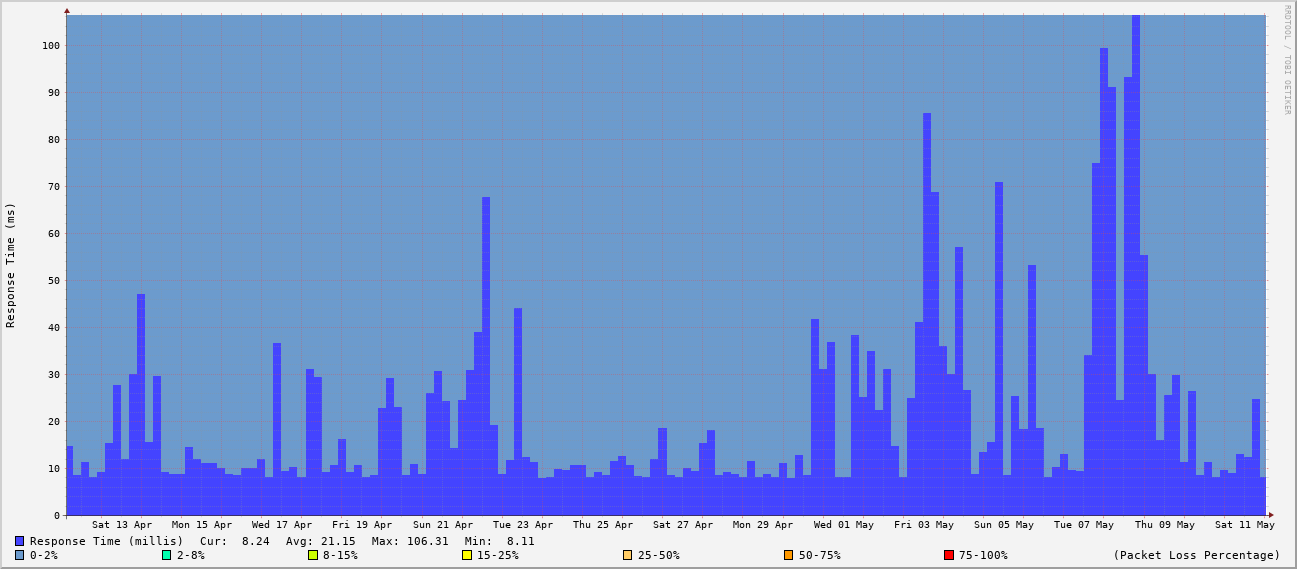 RRDTOOL / TOBI OETIKER
Response Time (ms)
100
90
80
70
60
50
40
30
20
10
0
Sat 13 Apr Mon 15 Apr Wed 17 Apr Fri 19 Apr Sun 21 Apr Tue 23 Apr Thu 25 Apr Sat 27 Apr Mon 29 Apr Wed 01 May Fri 03 May Sun 05 May Tue 07 May Thu 09 May Sat 11 May
Response Time (millis) Cur: 8.24 Avg: 21.15 Max: 106.31 Min: 8.11
0-2% 2-8% 8-15% 15-25% 25-50% 50-75% 75-100% (Packet Loss Percentage)